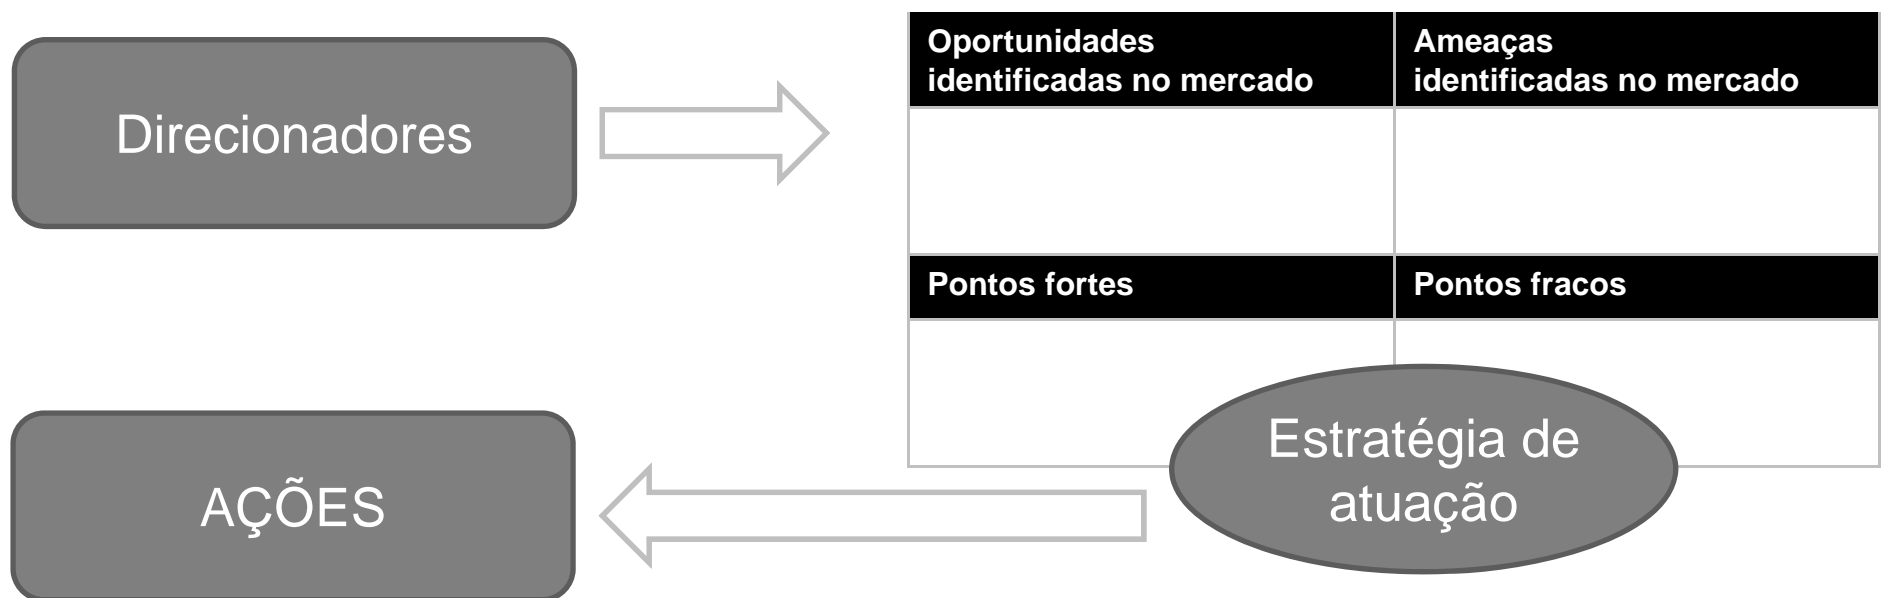 Direcionadores
Oportunidades
identificadas no mercado
Ameaças
identificadas no mercado
Pontos fortes
Pontos fracos
Estratégia de
atuação
AÇÕES